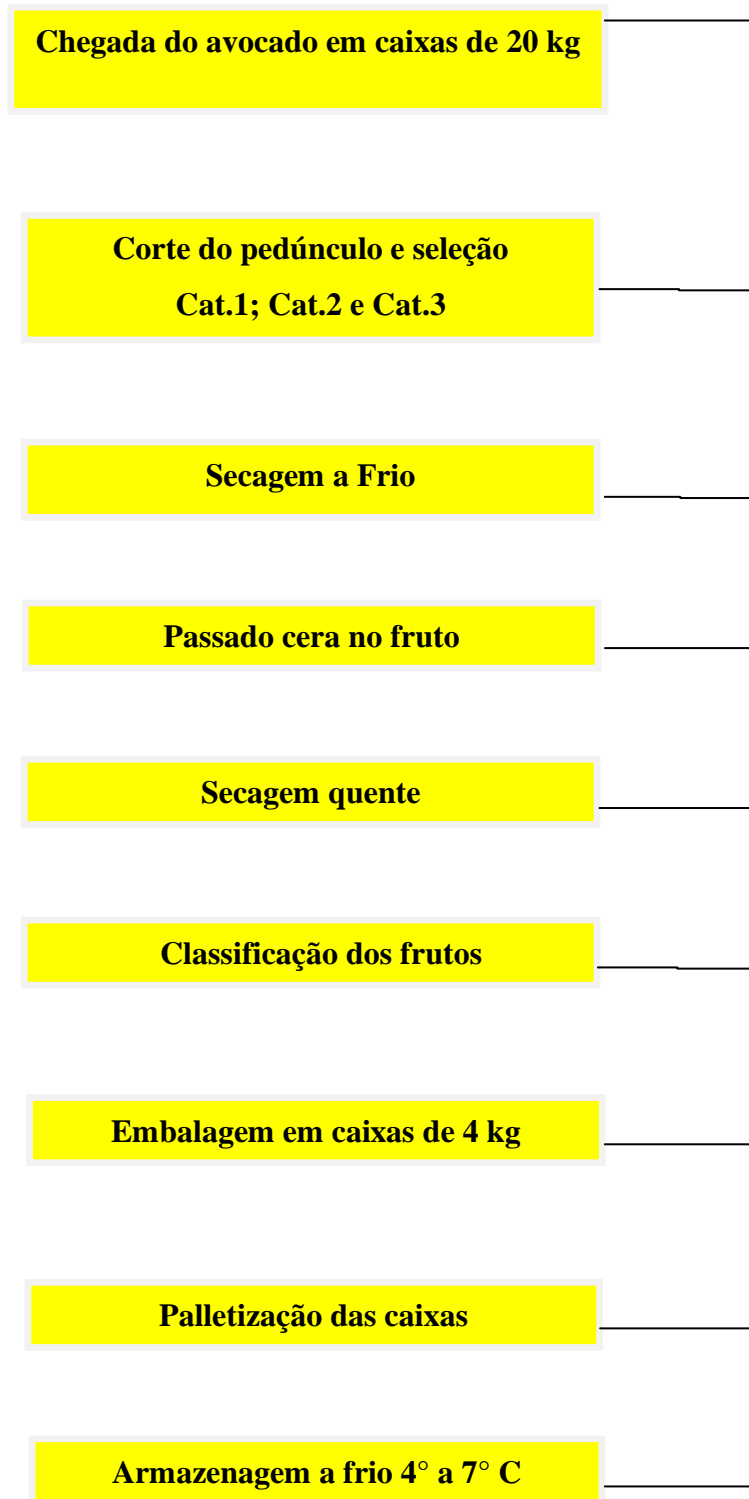 Chegada do avocado em caixas de 20 kg
Corte do pedúnculo e seleção
Cat.1; Cat.2 e Cat.3
Secagem a Frio
Passado cera no fruto
Secagem quente
Classificação dos frutos
Embalagem em caixas de 4 kg
Palletização das caixas
Armazenagem a frio 4° a 7° C